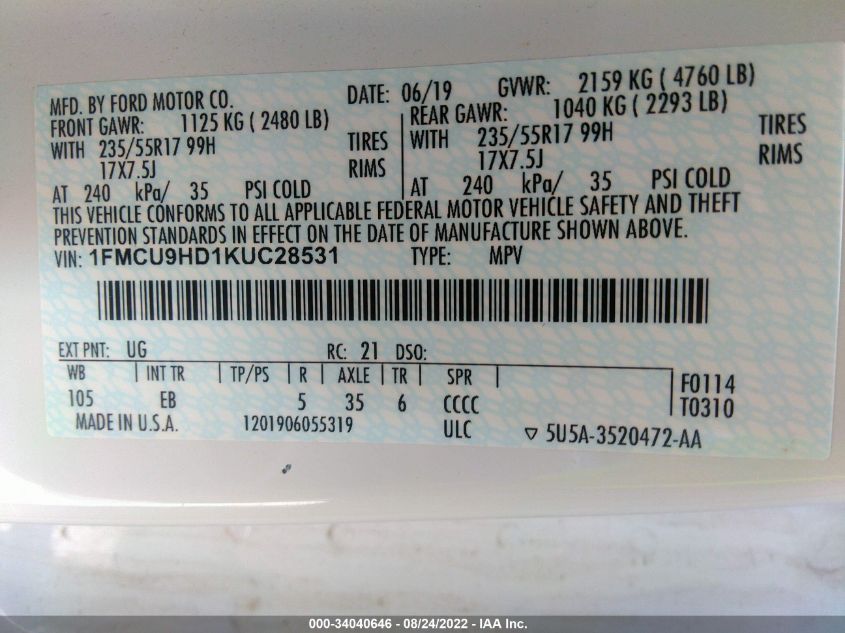 MFD. BY FORD MOTOR CO. DATE: 06/19 GVWR: 2159 KG ( 4760 LB)
FRONT GAWR: 1125 KG ( 2480 LB) REAR GAWR: 1040 KG ( 2293 LB)
WITH 235/55R17 99H TIRES WITH 235/55R17 99H TIRES
17X7.5J RIMS 17X7.5J RIMS
AT 240 kPa/ 35 PSI COLD AT 240 kPa/ 35 PSI COLD
THIS VEHICLE CONFORMS TO ALL APPLICABLE FEDERAL MOTOR VEHICLE SAFETY AND THEFT
PREVENTION STANDARDS IN EFFECT ON THE DATE OF MANUFACTURE SHOWN ABOVE.
VIN: 1FMCU9HD1KUC28531 TYPE: MPV
EXT PNT: UG RC: 21 DSO:
WB INT TR TP/PS R AXLE TR SPR F0114
105 EB 5 35 6 CCCC T0310
MADE IN U.S.A. 1201906055319 ULC ▽ 5U5A-3520472-AA
000-34040646 - 08/24/2022 - IAA Inc.